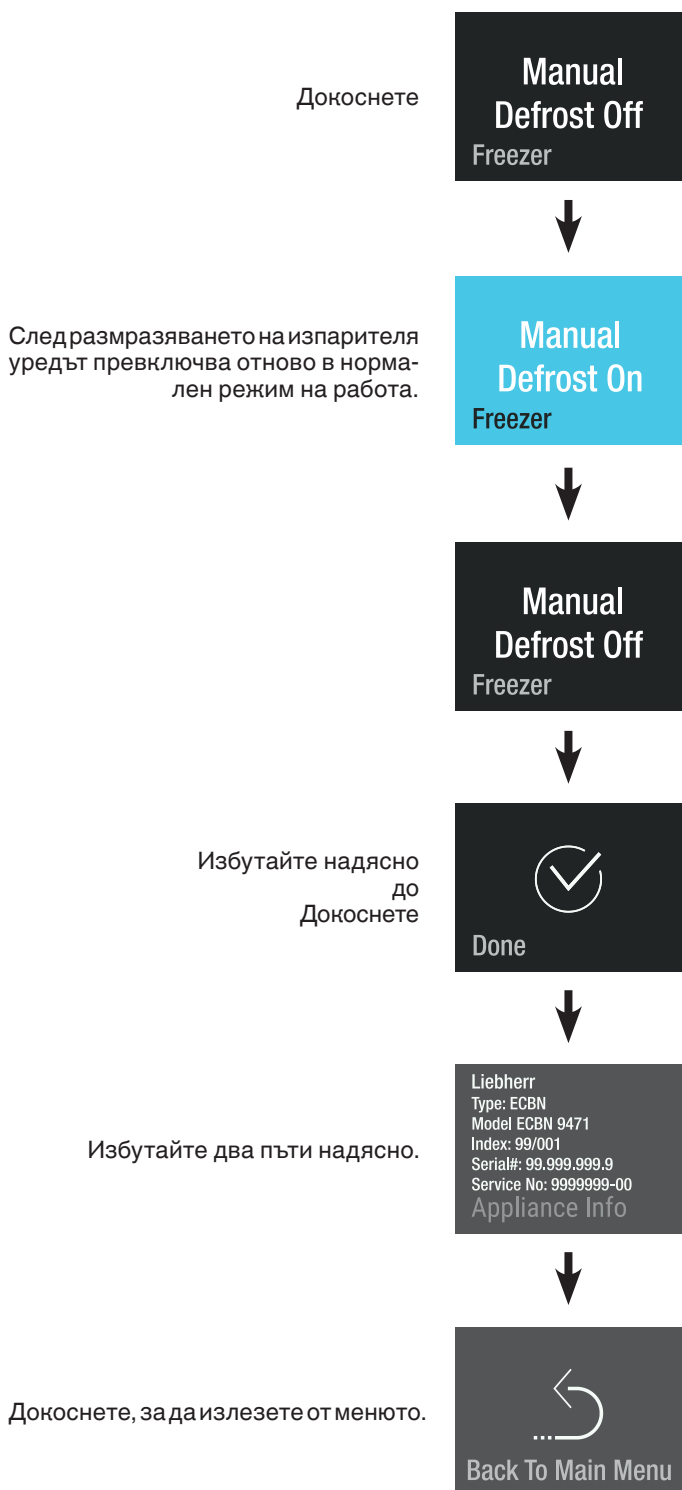 Докоснете
Manual
Defrost Off
Freezer
След размразяването на изпарителя
уредът превключва отново в норма-
лен режим на работа.
Manual
Defrost On
Freezer
Manual
Defrost Off
Freezer
Избутайте надясно
до
Докоснете
Done
Избутайте два пъти надясно.
Liebherr
Type: ECBN
Model ECBN 9471
Index: 99/001
Serial#: 99.999.999.9
Service No: 9999999-00
Appliance Info
Докоснете, за да излезете от менюто.
Back To Main Menu